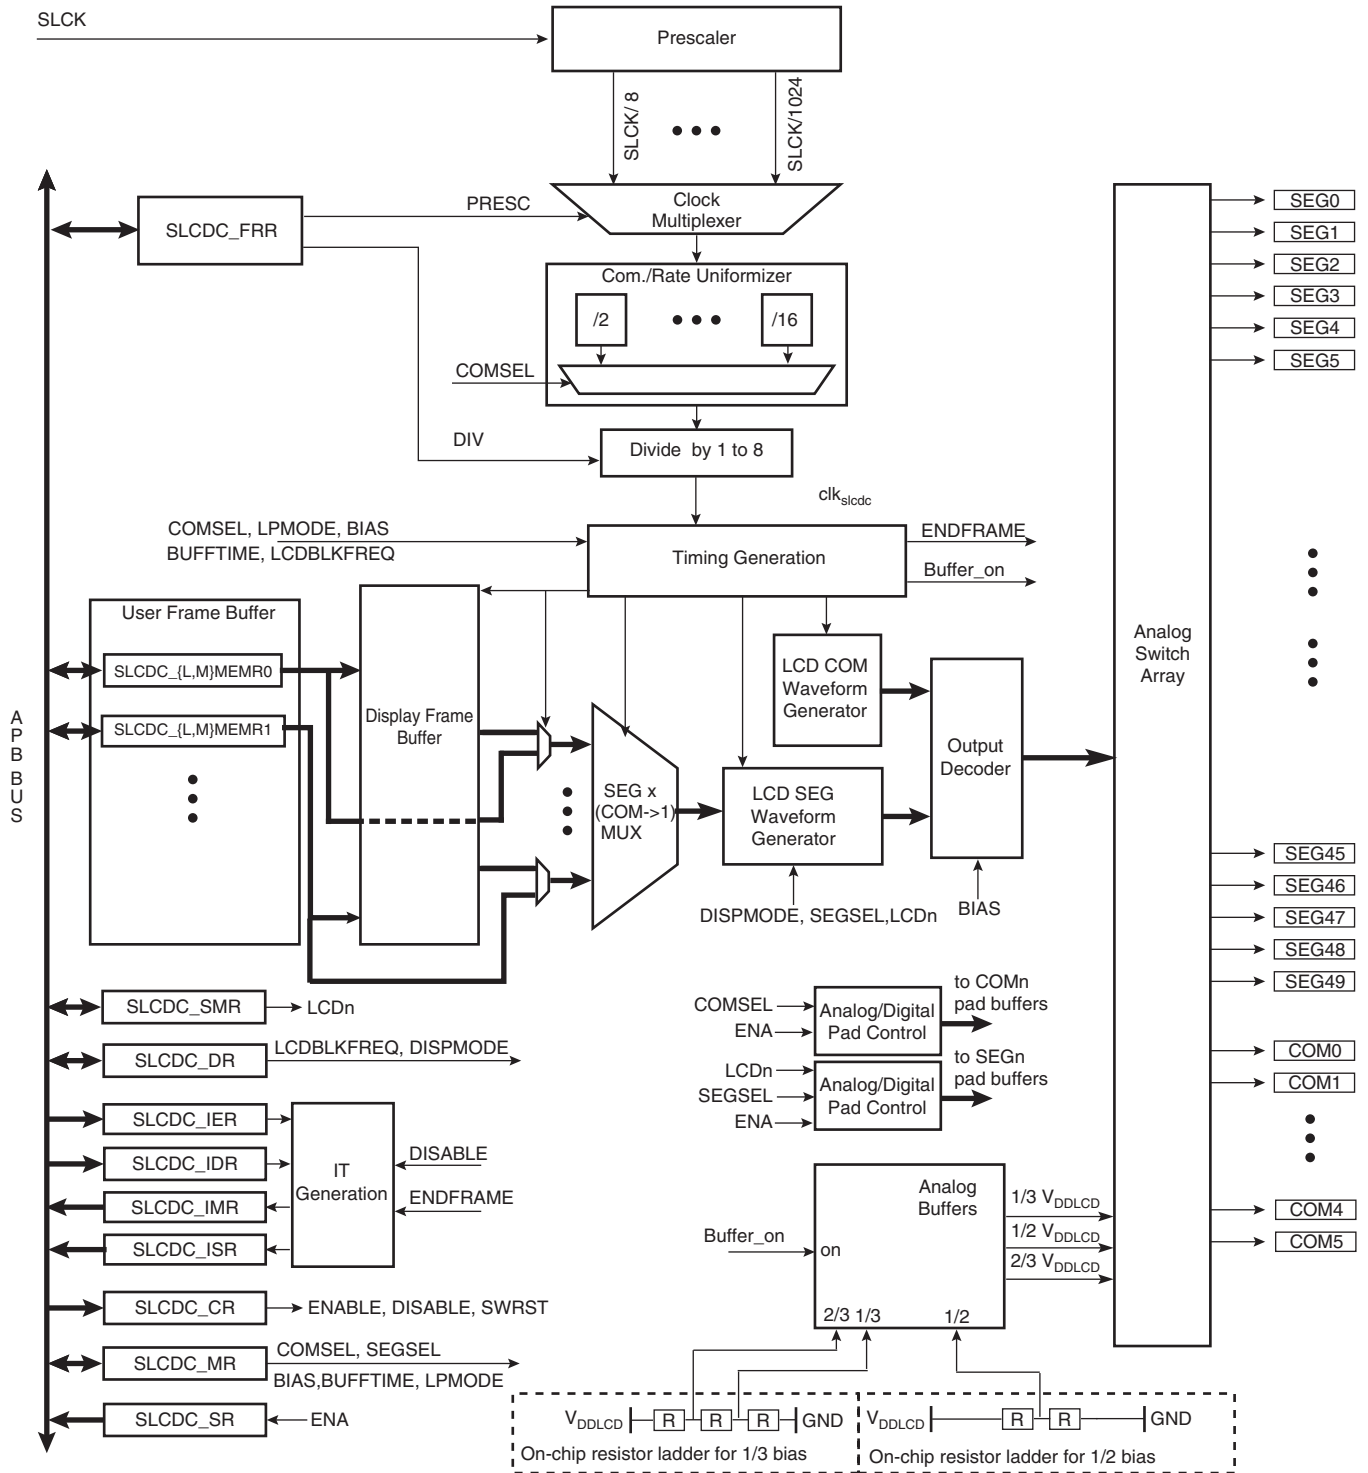 SLCK
Prescaler
SLCK/ 8
SLCK/1024
PRESC
Clock
Multiplexer
SLCDC_FRR
Com./Rate Uniformizer
/2
/16
COMSEL
DIV
Divide by 1 to 8
clkslcdc
COMSEL, LPMODE, BIAS
BUFFTIME, LCDBLKFREQ
Timing Generation
ENDFRAME
Buffer_on
User Frame Buffer
SLCDC_{L,M}MEMR0
SLCDC_{L,M}MEMR1
APB BUS
Display Frame
Buffer
SEG x
(COM->1)
MUX
LCD COM
Waveform
Generator
LCD SEG
Waveform
Generator
DISPMODE, SEGSEL,LCDn
Output
Decoder
BIAS
Analog
Switch
Array
SEG0
SEG1
SEG2
SEG3
SEG4
SEG5
SEG45
SEG46
SEG47
SEG48
SEG49
COM0
COM1
COM4
COM5
SLCDC_SMR
LCDn
SLCDC_DR
LCDBLKFREQ, DISPMODE
SLCDC_IER
SLCDC_IDR
SLCDC_IMR
SLCDC_ISR
IT
Generation
DISABLE
ENDFRAME
SLCDC_CR
ENABLE, DISABLE, SWRST
SLCDC_MR
COMSEL, SEGSEL
BIAS,BUFFTIME, LPMODE
SLCDC_SR
ENA
COMSEL
ENA
Analog/Digital
Pad Control
to COMn
pad buffers
LCDn
SEGSEL
ENA
Analog/Digital
Pad Control
to SEGn
pad buffers
Buffer_on
on
Analog
Buffers
2/3 1/3
1/2
1/3 VDDLCD
1/2 VDDLCD
2/3 VDDLCD
VDDLCD
R
R
R
GND
On-chip resistor ladder for 1/3 bias
VDDLCD
R
R
GND
On-chip resistor ladder for 1/2 bias